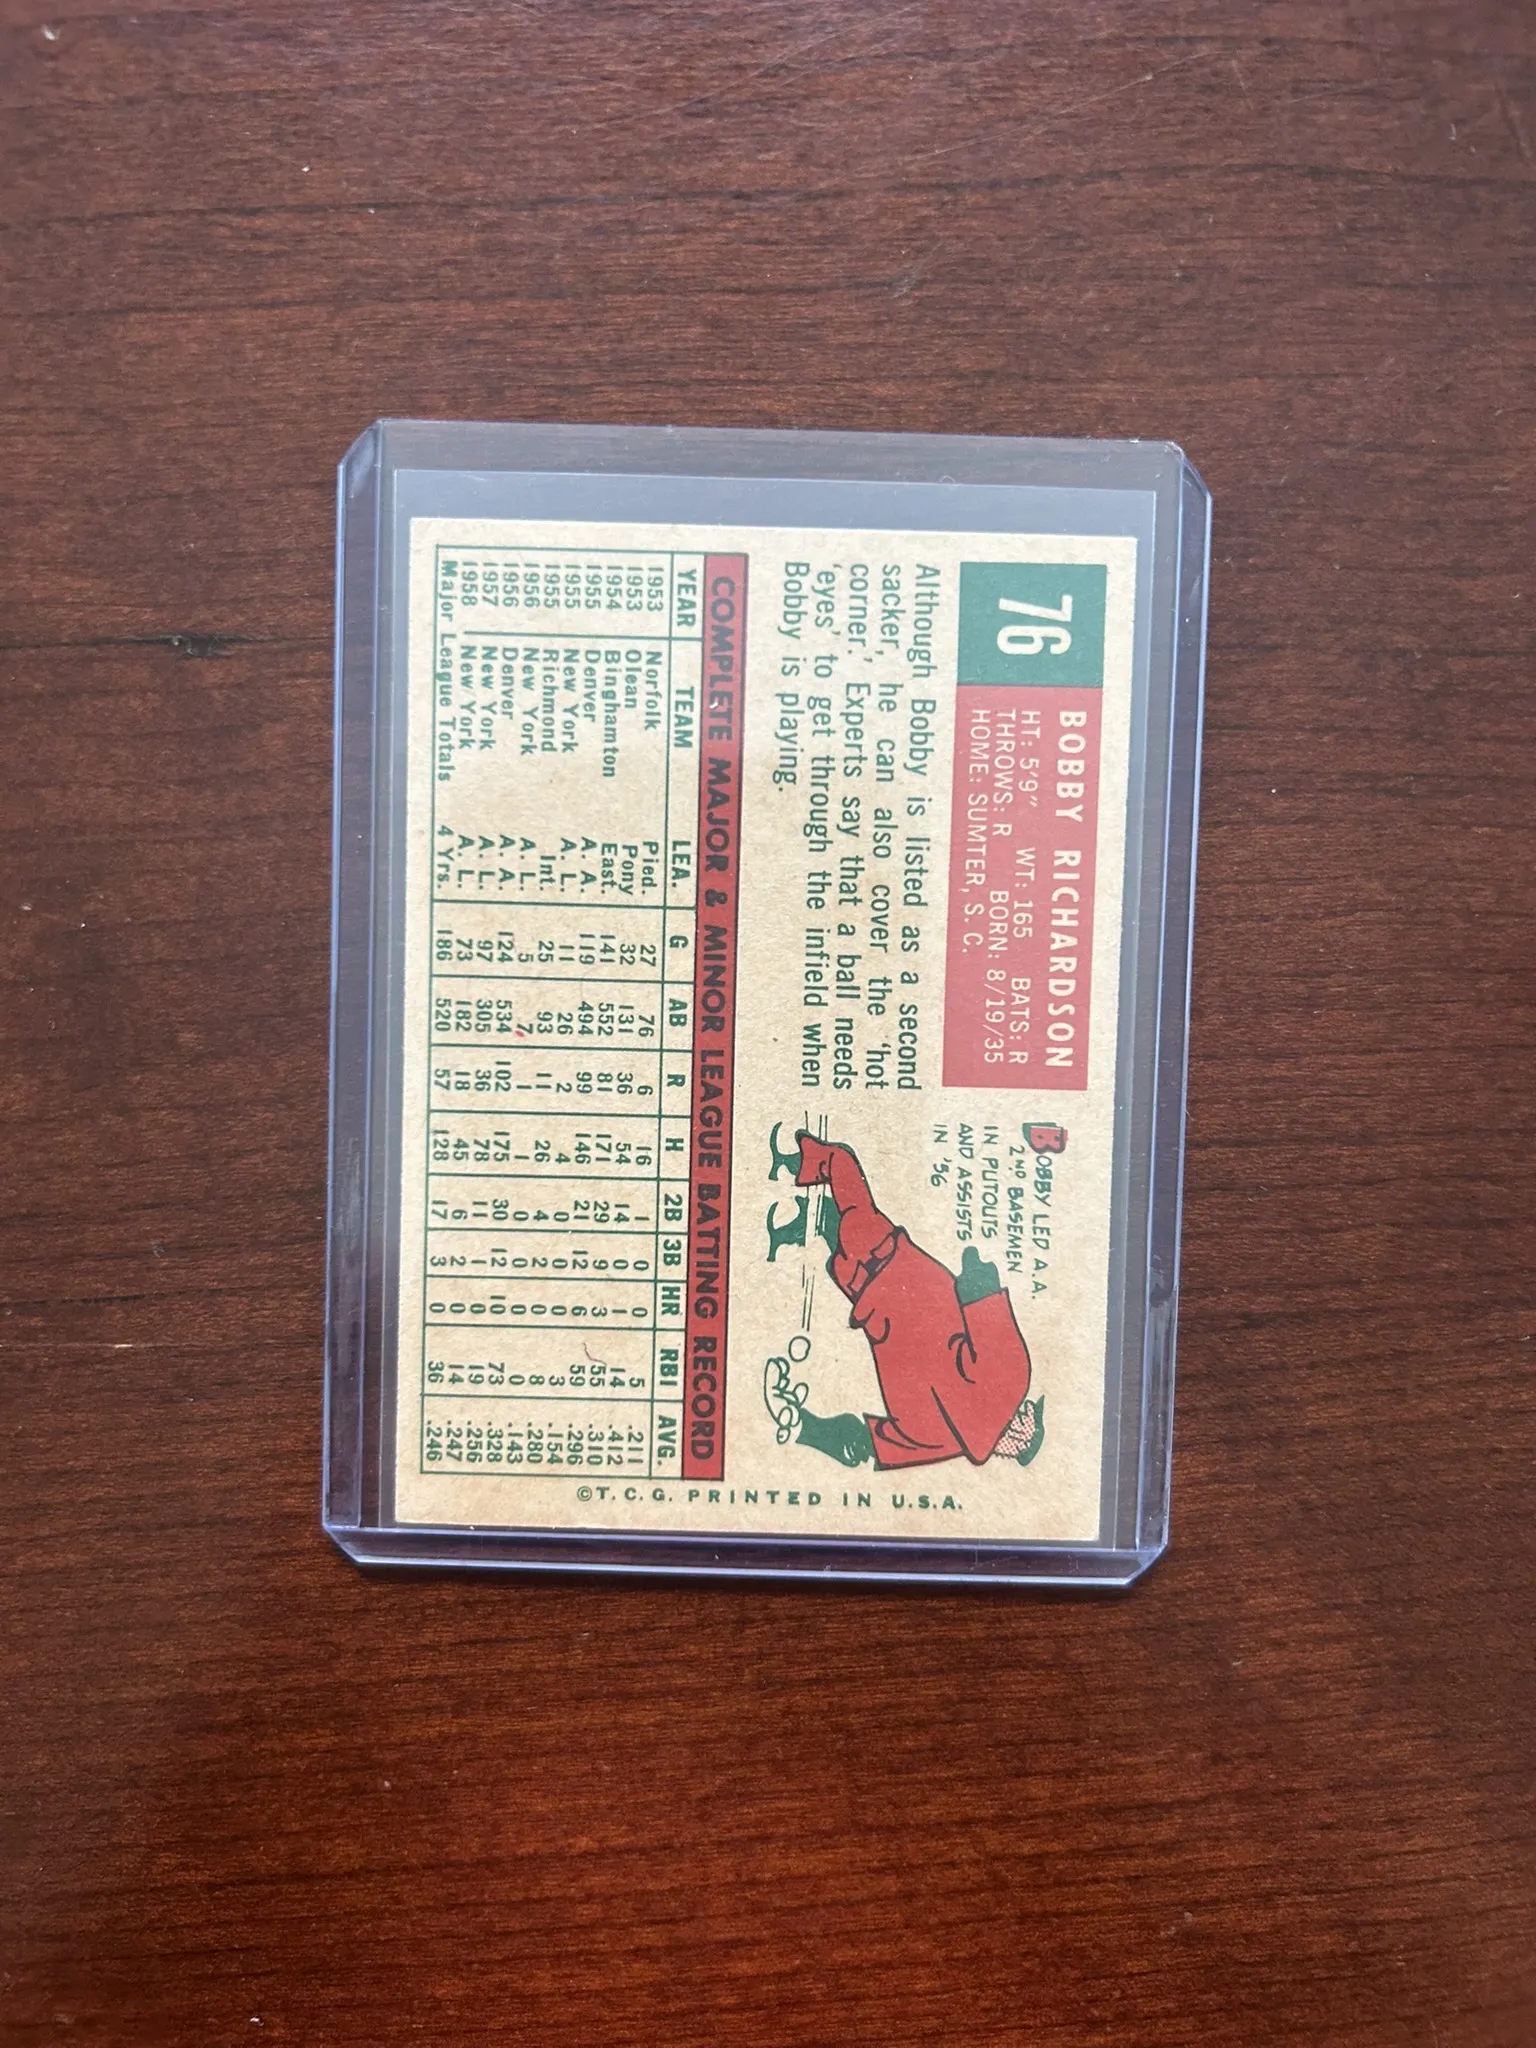 76
BOBBY RICHARDSON
HT: 5'9" WT: 165 BATS: R
THROWS: R BORN: 8/19/35
HOME: SUMTER, S. C.
BOBBY LED A.A.
2ND BASEMEN
IN PUTOUTS
AND ASSISTS
IN '56
Although Bobby is listed as a second
sacker, he can also cover the 'hot
corner.' Experts say that a ball needs
'eyes' to get through the infield when
Bobby is playing.
COMPLETE MAJOR & MINOR LEAGUE BATTING RECORD
YEAR TEAM LEA. G AB R H 2B 3B HR RBI AVG.
1953 Norfolk Pied. 27 76 6 16 1 0 0 5 .211
1953 Olean Pony 32 131 36 54 14 0 1 14 .412
1954 Binghamton East. 141 552 81 171 29 9 3 55 .310
1955 Denver A. A. 119 494 99 146 21 12 6 59 .296
1955 New York A. L. 11 26 2 4 0 0 0 3 .154
1955 Richmond Int. 25 93 11 26 4 2 0 8 .280
1956 New York A. L. 5 7 1 1 0 0 0 0 .143
1956 Denver A. A. 124 534 102 175 30 12 10 73 .328
1957 New York A. L. 97 305 36 78 11 1 0 19 .256
1958 New York A. L. 73 182 18 45 6 2 0 14 .247
Major League Totals 4 Yrs. 186 520 57 128 17 3 0 36 .246
©T. C. G. PRINTED IN U.S.A.